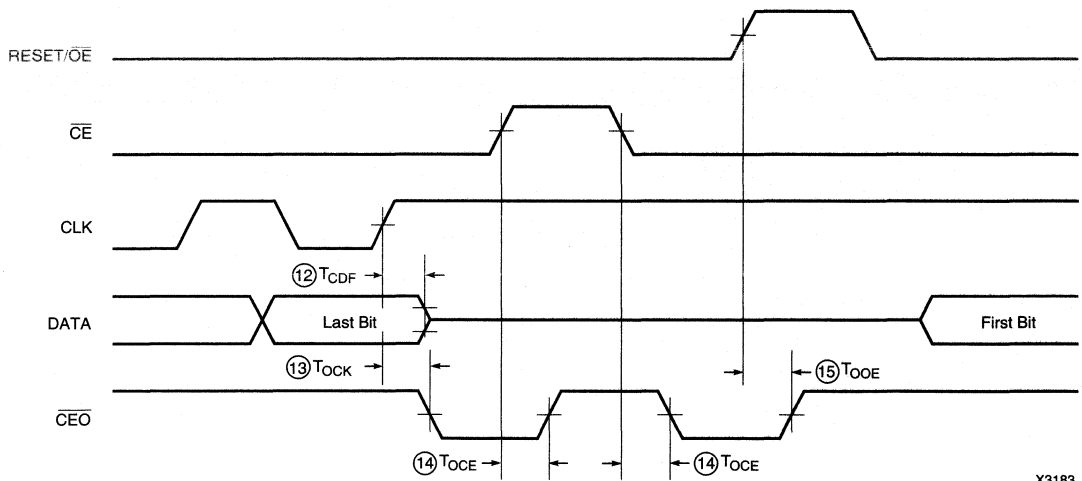 RESET/OE
CE
CLK
⑫ TCDF
DATA
Last Bit
First Bit
⑬ TOCK
⑮ TOOE
CEO
⑭ TOCE
⑭ TOCE
X3183